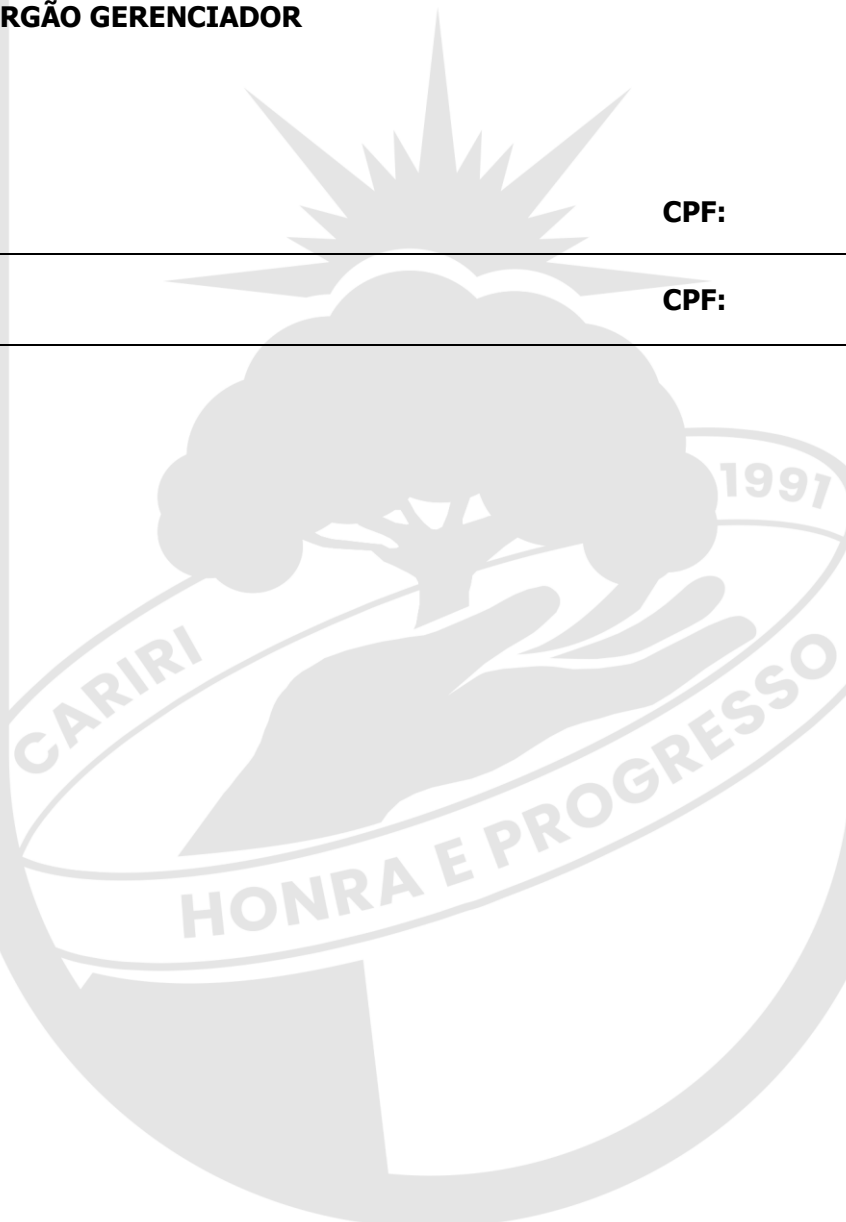 RGÃO GERENCIADOR
CPF:
CPF:
1991
CARIRI
HONRA E PROGRESSO